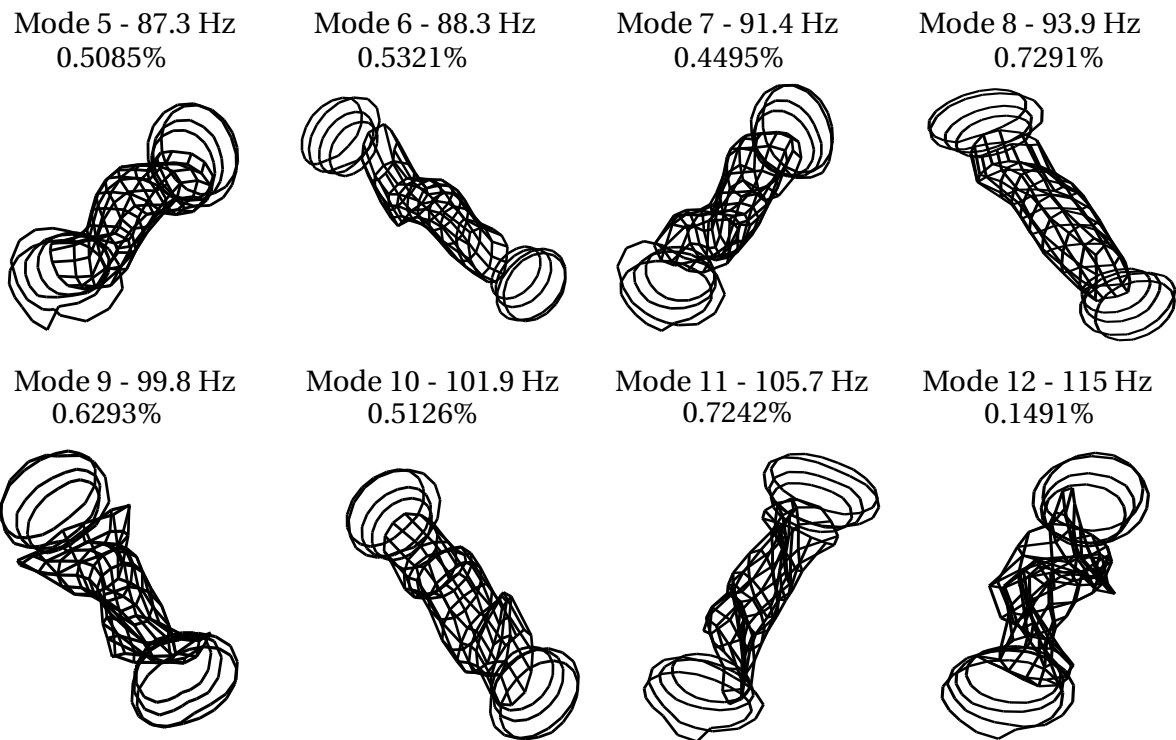 Mode 5 - 87.3 Hz
0.5085%
Mode 6 - 88.3 Hz
0.5321%
Mode 7 - 91.4 Hz
0.4495%
Mode 8 - 93.9 Hz
0.7291%
Mode 9 - 99.8 Hz
0.6293%
Mode 10 - 101.9 Hz
0.5126%
Mode 11 - 105.7 Hz
0.7242%
Mode 12 - 115 Hz
0.1491%